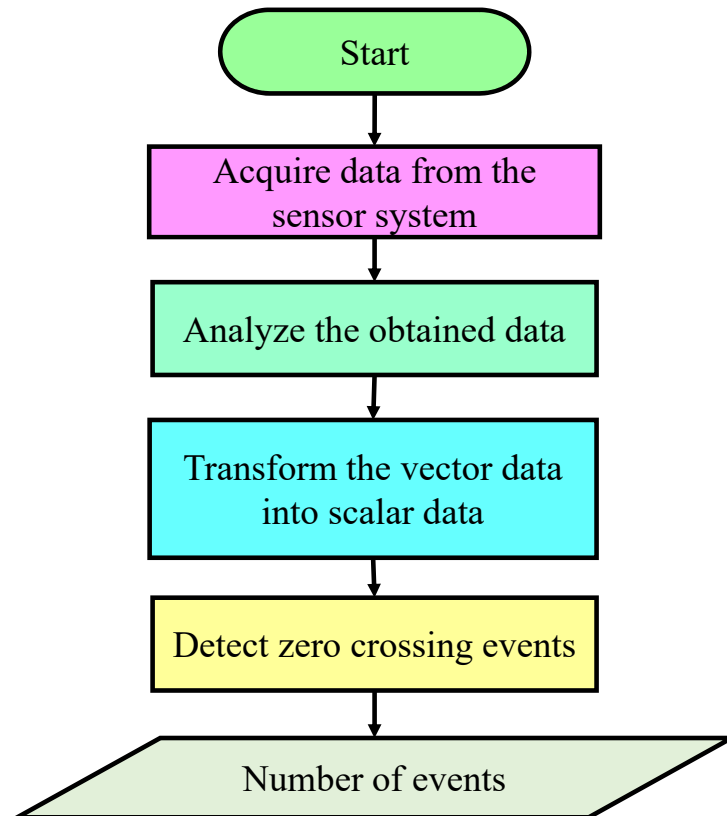 Start
Acquire data from the
sensor system
Analyze the obtained data
Transform the vector data
into scalar data
Detect zero crossing events
Number of events